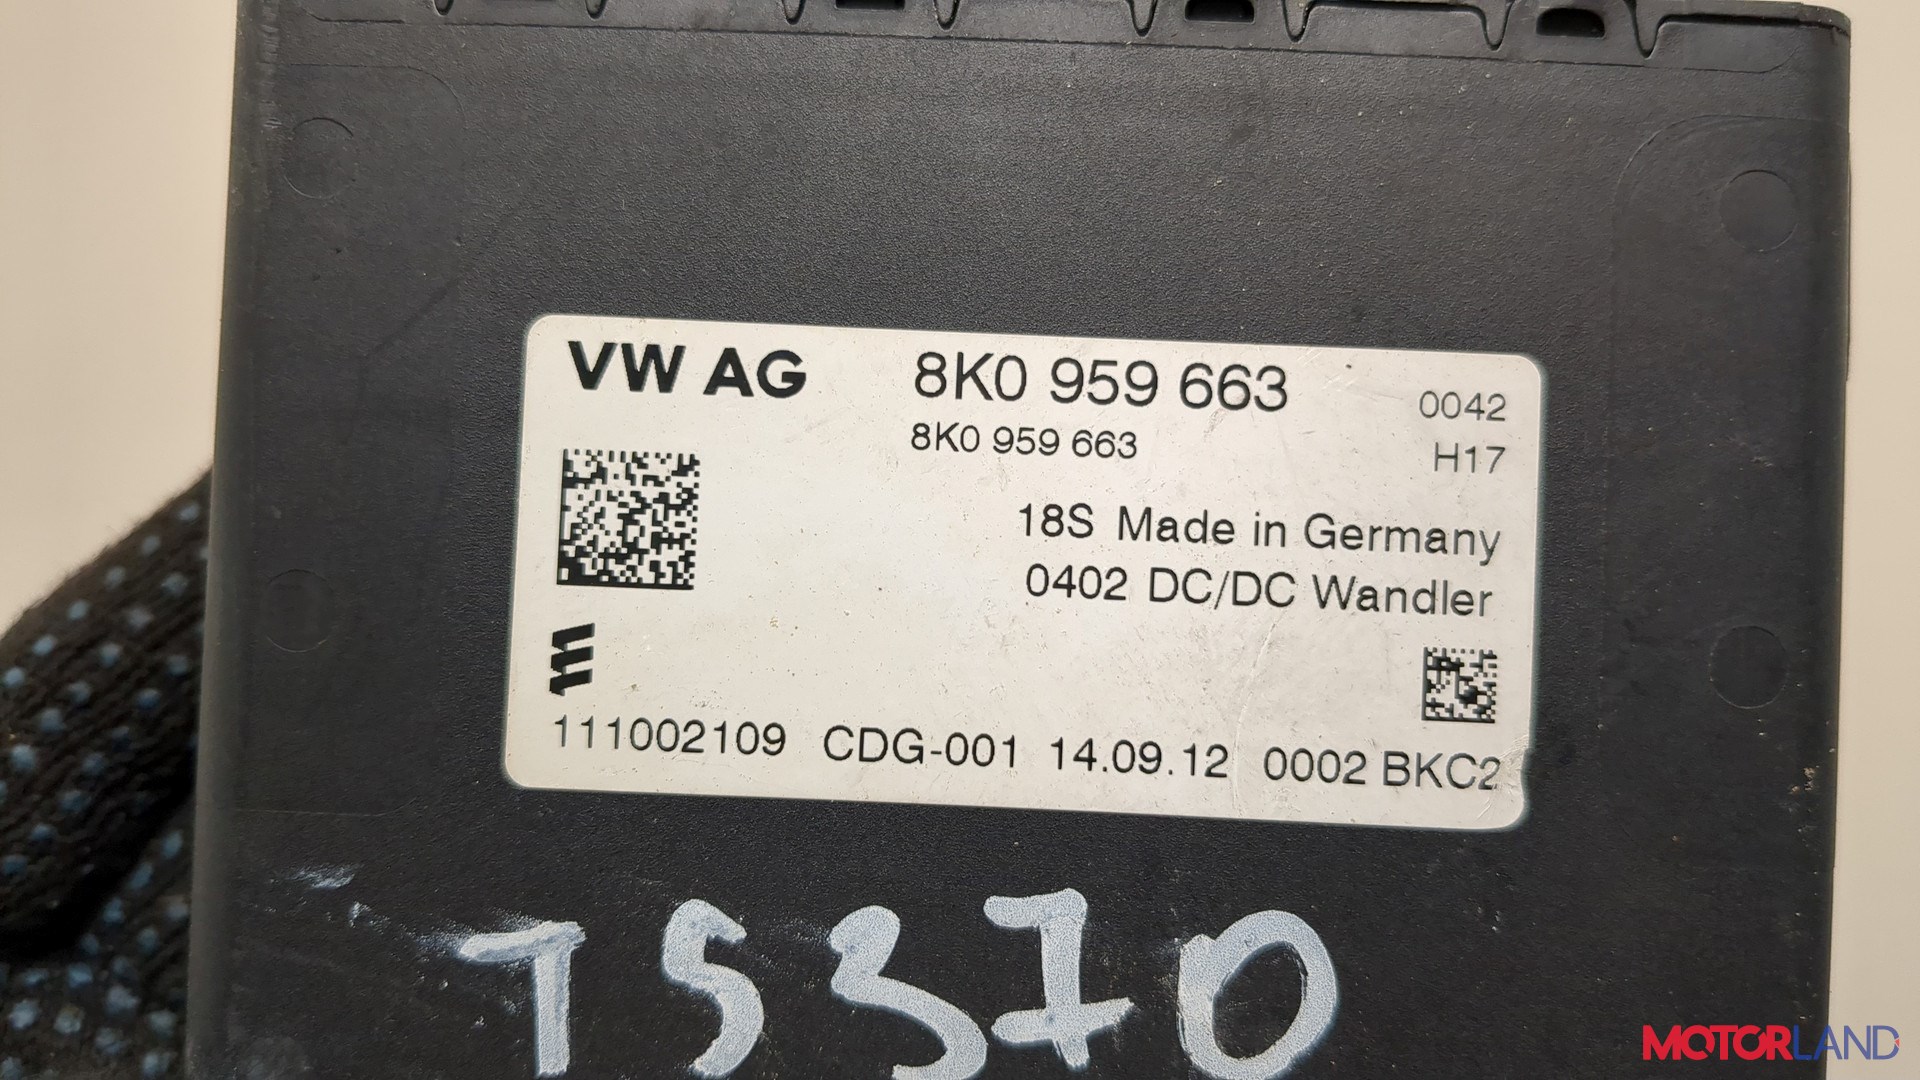 VW AG 8K0 959 663 0042
8K0 959 663 H17
18S Made in Germany
0402 DC/DC Wandler
111002109 CDG-001 14.09.12 0002 BKC2
T5370
MOTORLAND